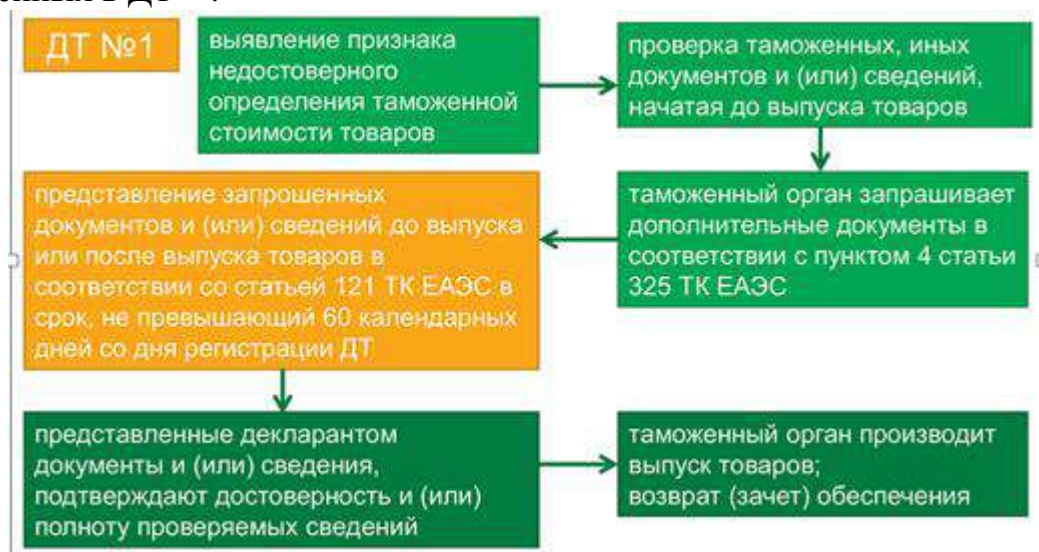 ДТ №1
выявление признака
недостоверного
определения таможенной
стоимости товаров
проверка таможенных, иных
документов и (или) сведений,
начатая до выпуска товаров
таможенный орган запрашивает
дополнительные документы в
соответствии с пунктом 4 статьи
325 ТК ЕАЭС
представление запрошенных
документов и (или) сведений до выпуска
или после выпуска товаров в
соответствии со статьей 121 ТК ЕАЭС в
срок, не превышающий 60 календарных
дней со дня регистрации ДТ
представленные декларантом
документы и (или) сведения,
подтверждают достоверность и (или)
полноту проверяемых сведений
таможенный орган производит
выпуск товаров;
возврат (зачет) обеспечения